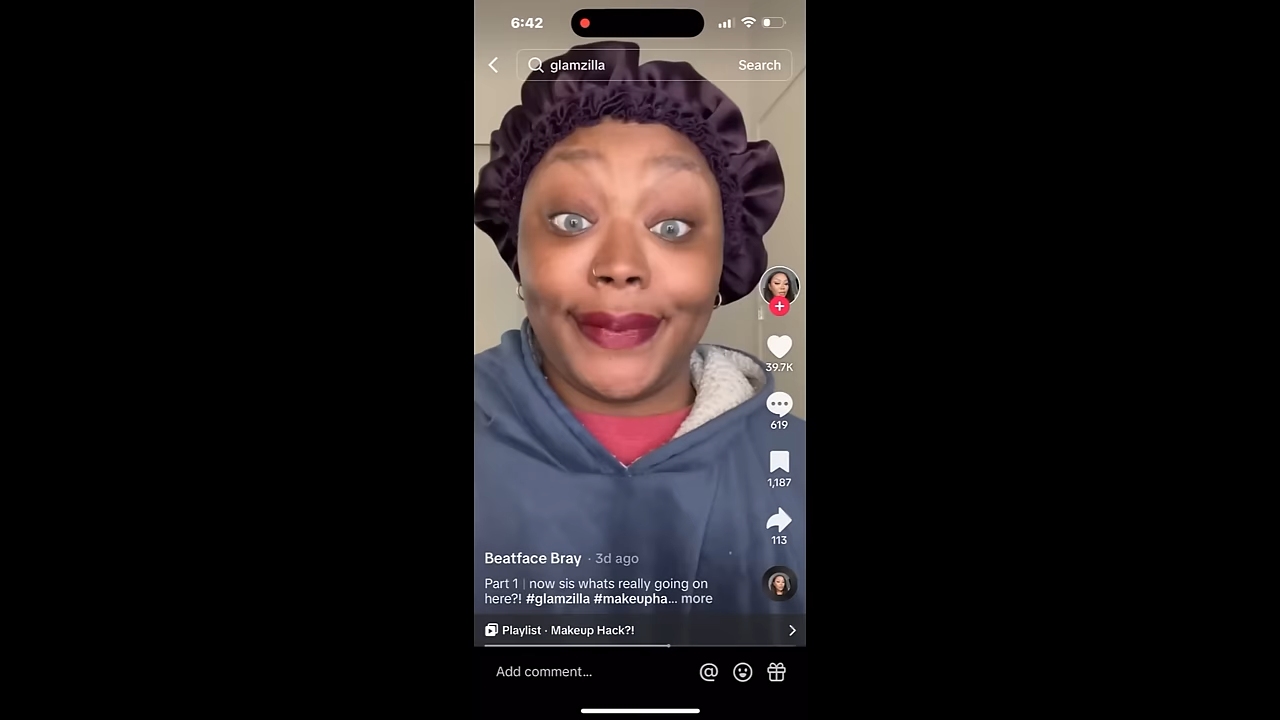 6:42
glamzilla
Search
39.7K
619
1,187
113
Beatface Bray · 3d ago
Part 1 | now sis whats really going on
here?! #glamzilla #makeupha... more
Playlist · Makeup Hack?!
Add comment...